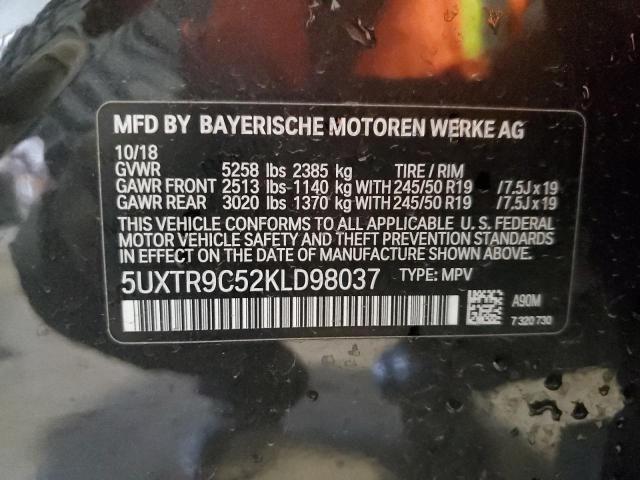 MFD BY BAYERISCHE MOTOREN WERKE AG
10/18
GVWR 5258 lbs 2385 kg TIRE / RIM
GAWR FRONT 2513 lbs-1140 kg WITH 245/50 R19 /7.5J x 19
GAWR REAR 3020 lbs 1370 kg WITH 245/50 R19 /7.5J x 19
THIS VEHICLE CONFORMS TO ALL APPLICABLE U. S. FEDERAL
MOTOR VEHICLE SAFETY AND THEFT PREVENTION STANDARDS
IN EFFECT ON THE DATE OF MANUFACTURE SHOWN ABOVE.
5UXTR9C52KLD98037 TYPE: MPV
A90M
7 320 730